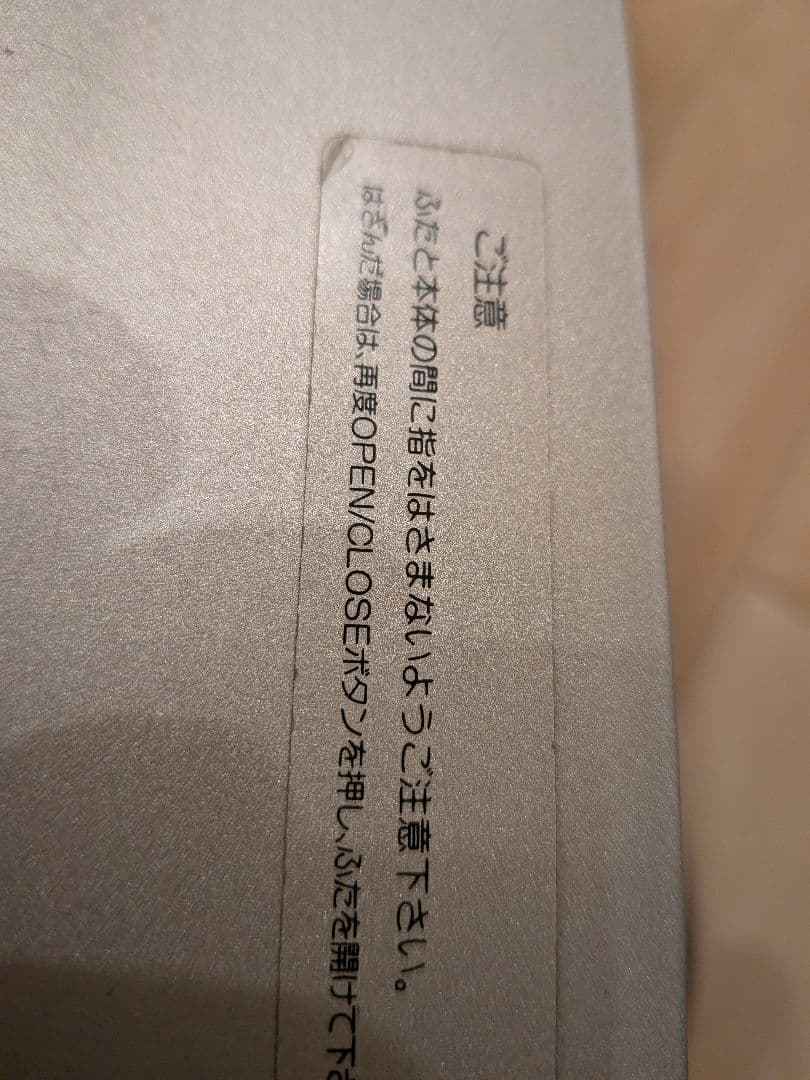 ご注意
ふたと本体の間に指をはさまないようご注意下さい。
はさんだ場合は、再度OPEN/CLOSEボタンを押し、ふたを開けて下さ